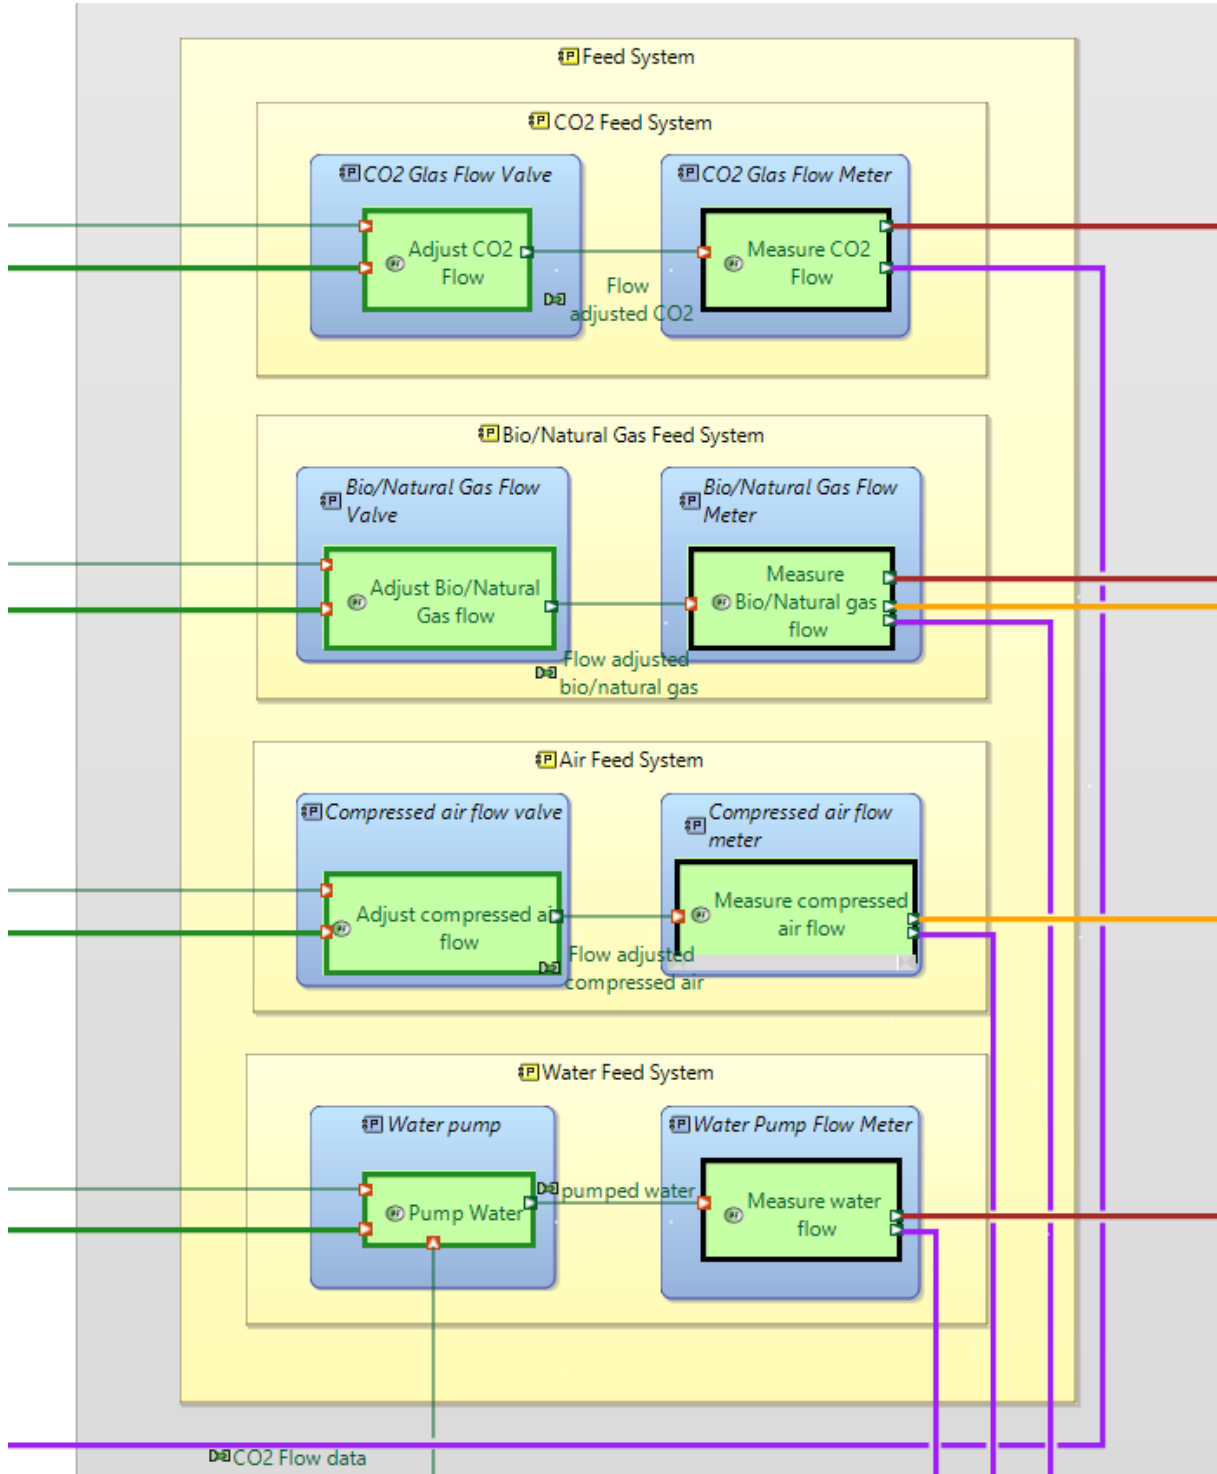 Feed System
CO2 Feed System
CO2 Glas Flow Valve
CO2 Glas Flow Meter
Adjust CO2
Flow
Measure CO2
Flow
Flow
adjusted CO2
Bio/Natural Gas Feed System
Bio/Natural Gas Flow
Valve
Bio/Natural Gas Flow
Meter
Adjust Bio/Natural
Gas flow
Measure
Bio/Natural gas
flow
Flow adjusted
bio/natural gas
Air Feed System
Compressed air flow valve
Compressed air flow
meter
Adjust compressed air
flow
Measure compressed
air flow
Flow adjusted
compressed air
Water Feed System
Water pump
Water Pump Flow Meter
Pump Water
pumped water
Measure water
flow
CO2 Flow data